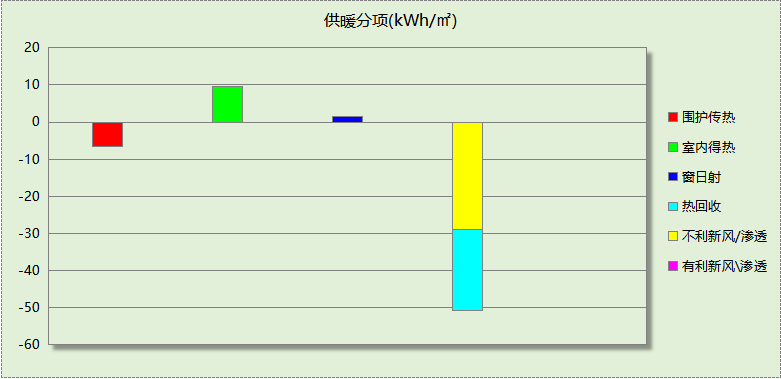 供暖分项(kWh/㎡)
20
10
0
-10
-20
-30
-40
-50
-60
围护传热
室内得热
窗日射
热回收
不利新风/渗透
有利新风\渗透